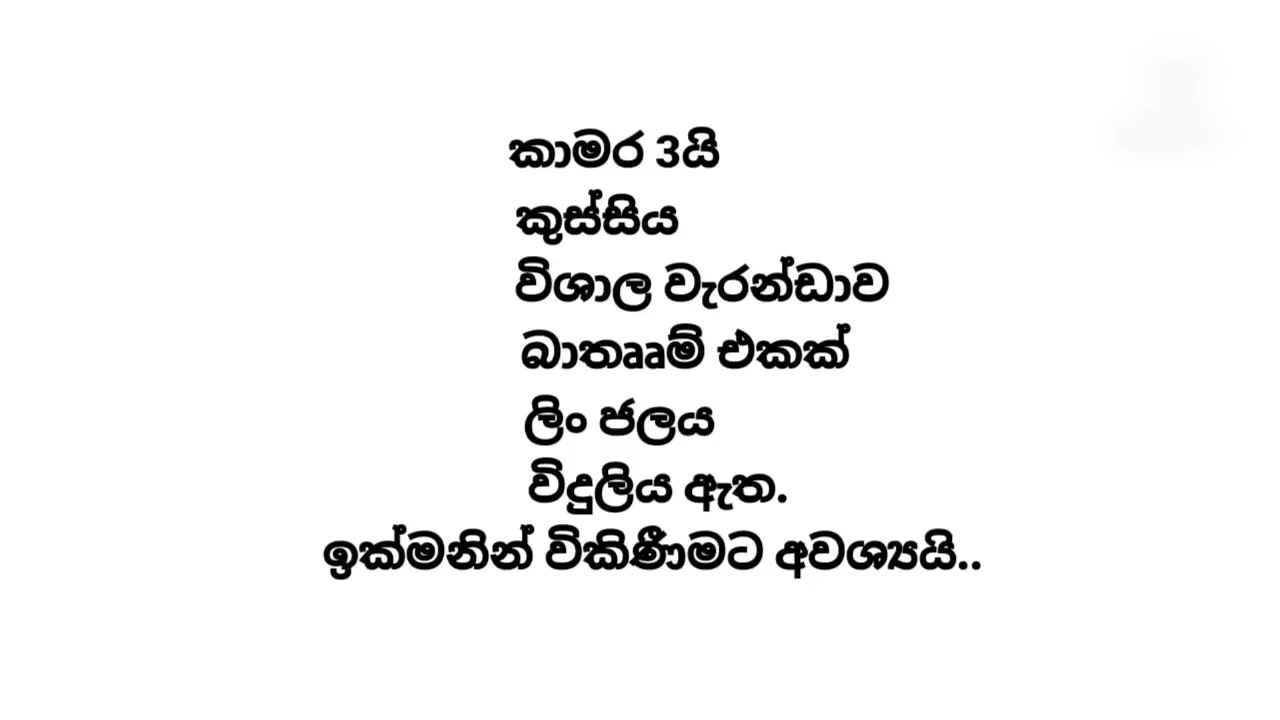 කාමර 3යි
කුස්සිය
විශාල වැරන්ඩාව
බාතෲම් එකක්
ලිං ජලය
විදුලිය ඇත.
ඉක්මනින් විකිණීමට අවශ්‍යයි..